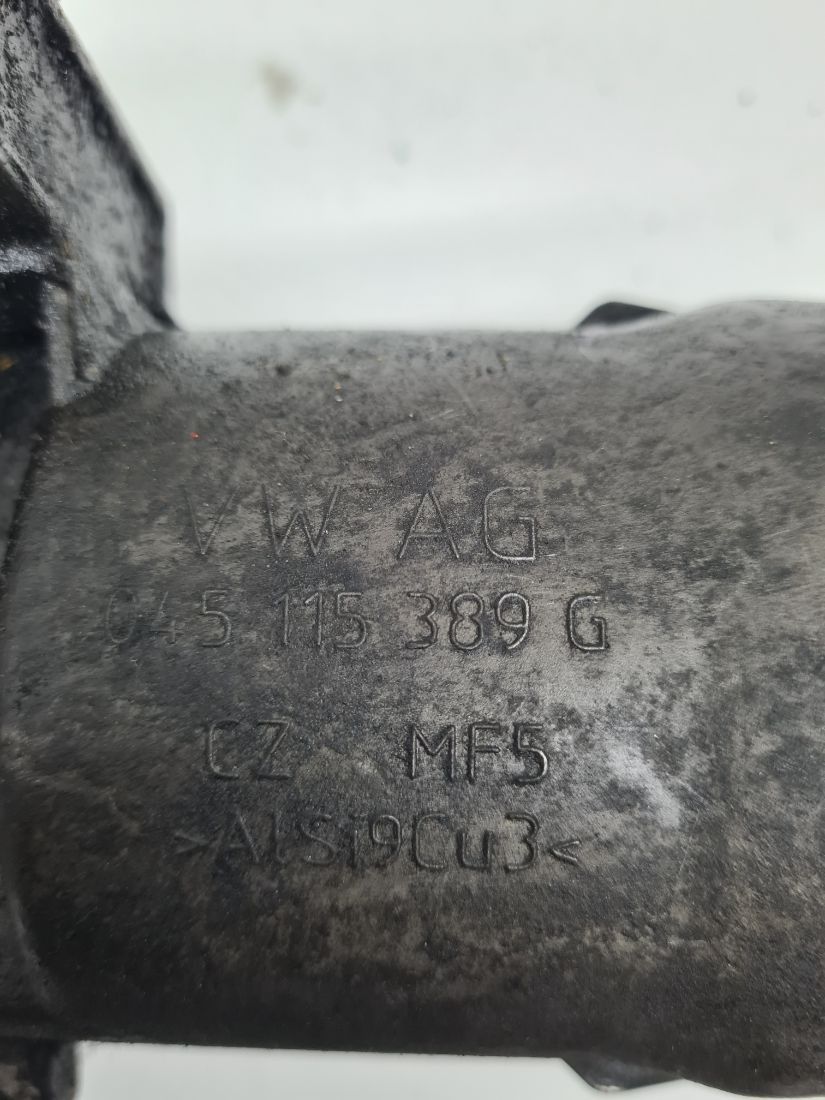 VW AG
045 115 389 G
CZ MF5
>AlSi9Cu3<